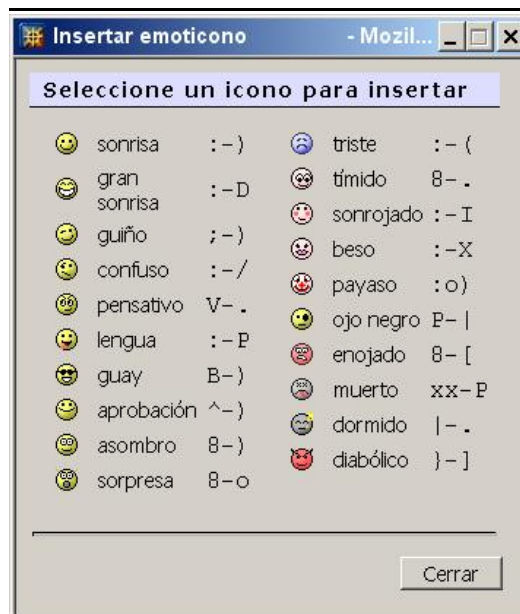 Insertar emoticono - Mozil...
Seleccione un icono para insertar
sonrisa :-)
gran sonrisa :-D
guiño ;-)
confuso :-/
pensativo V-.
lengua :-P
guay B-)
aprobación ^-)
asombro 8-)
sorpresa 8-o
triste :-(
tímido 8-.
sonrojado :-I
beso :-X
payaso :o)
ojo negro P-|
enojado 8-[
muerto xx-P
dormido |-.
diabólico }-]
Cerrar